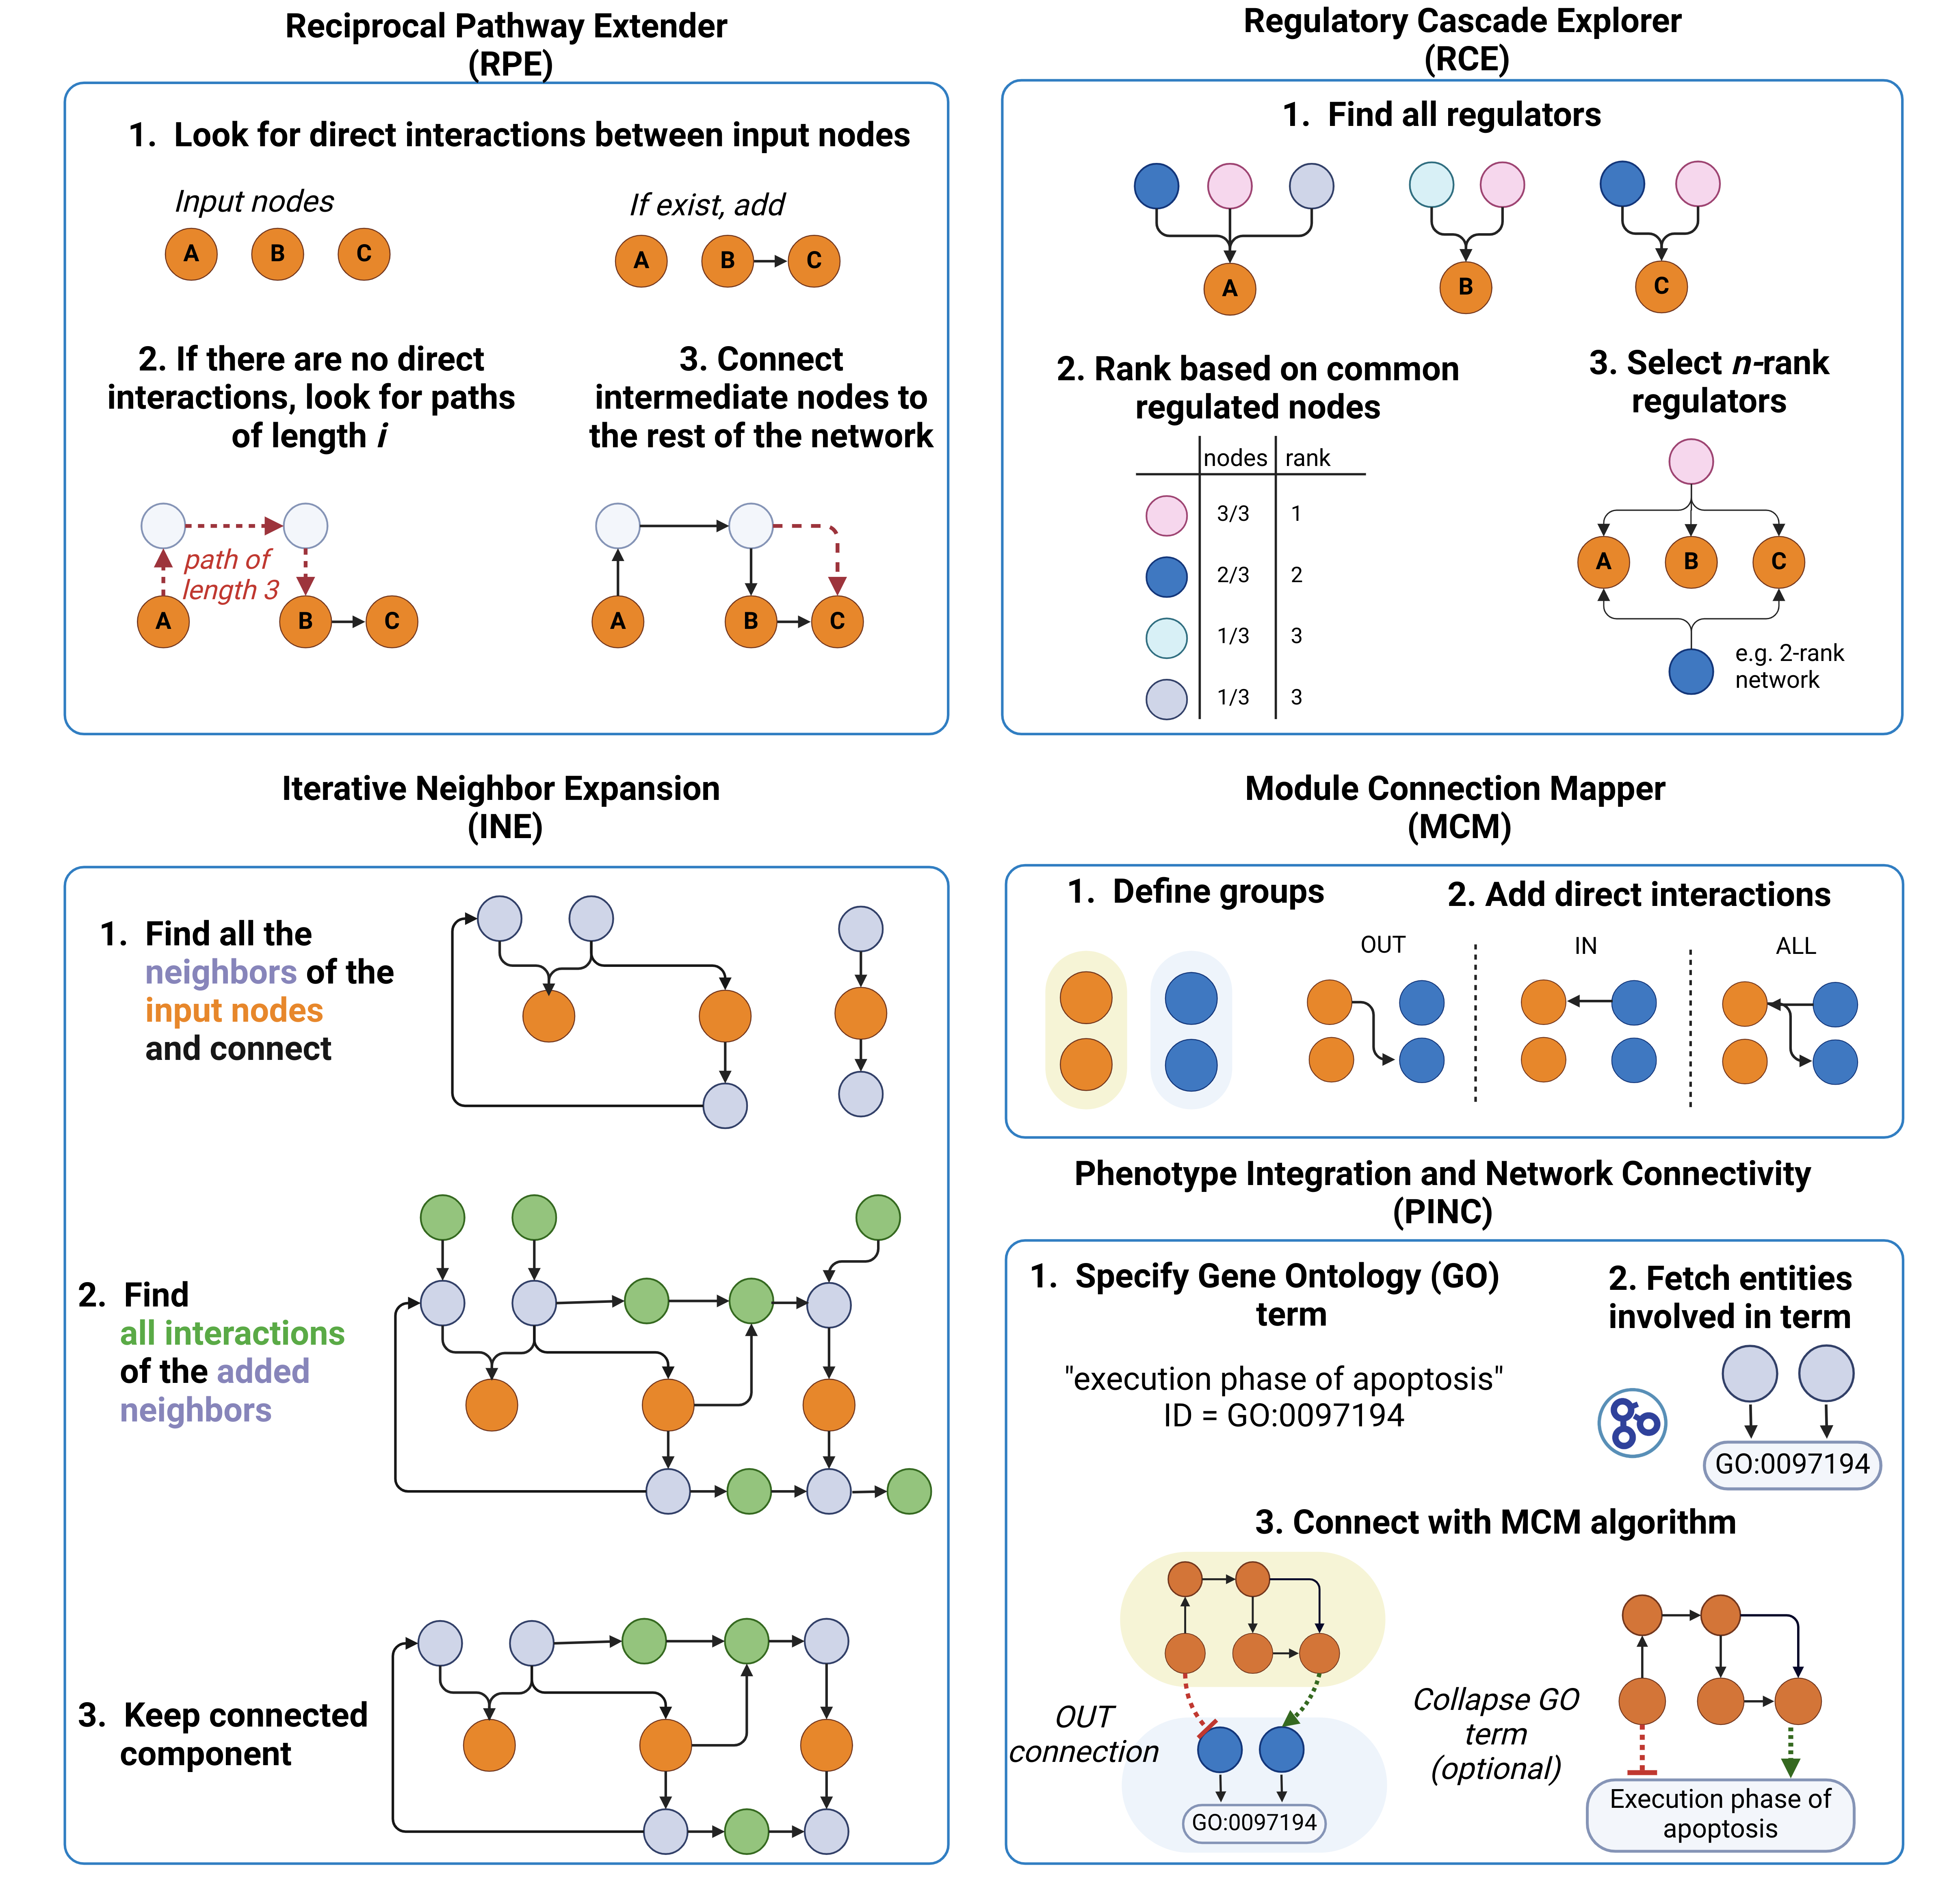 Reciprocal Pathway Extender
(RPE)
1. Look for direct interactions between input nodes
Input nodes
If exist, add
A B C
A B C
2. If there are no direct
interactions, look for paths
of length i
3. Connect
intermediate nodes to
the rest of the network
path of
length 3
A B C
A B C
Regulatory Cascade Explorer
(RCE)
1. Find all regulators
A B C
2. Rank based on common
regulated nodes
nodes rank
3/3 1
2/3 2
1/3 3
1/3 3
3. Select n-rank
regulators
A B C
e.g. 2-rank
network
Iterative Neighbor Expansion
(INE)
1. Find all the
neighbors of the
input nodes
and connect
2. Find
all interactions
of the added
neighbors
3. Keep connected
component
Module Connection Mapper
(MCM)
1. Define groups
2. Add direct interactions
OUT IN ALL
Phenotype Integration and Network Connectivity
(PINC)
1. Specify Gene Ontology (GO)
term
"execution phase of apoptosis"
ID = GO:0097194
2. Fetch entities
involved in term
GO:0097194
3. Connect with MCM algorithm
OUT
connection
GO:0097194
Collapse GO
term
(optional)
Execution phase of
apoptosis